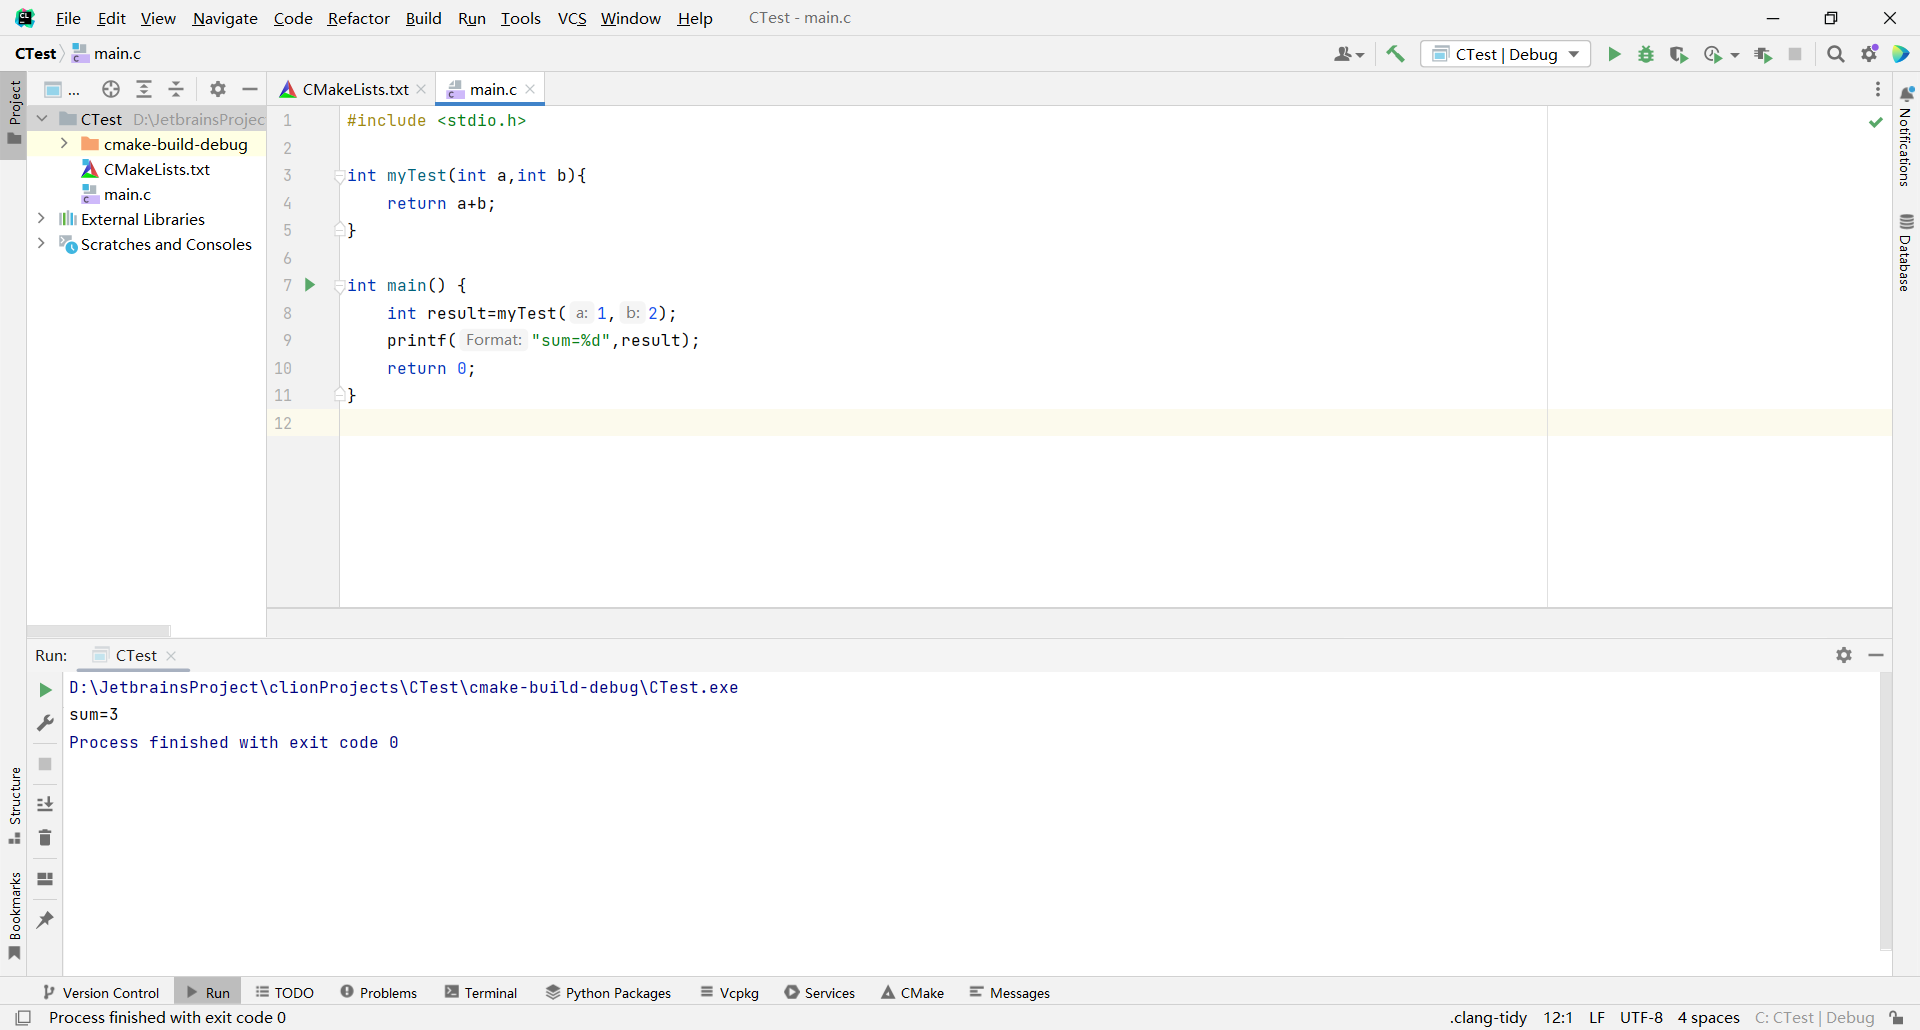 File Edit View Navigate Code Refactor Build Run Tools VCS Window Help CTest - main.c
CTest main.c CTest | Debug
Project
... CMakeLists.txt main.c
CTest D:\JetbrainsProjec
cmake-build-debug
CMakeLists.txt
main.c
External Libraries
Scratches and Consoles
1 #include <stdio.h>
2
3 int myTest(int a,int b){
4 return a+b;
5 }
6
7 int main() {
8 int result=myTest( a: 1, b: 2);
9 printf( Format: "sum=%d",result);
10 return 0;
11 }
12
Notifications
Database
Run: CTest
D:\JetbrainsProject\clionProjects\CTest\cmake-build-debug\CTest.exe
sum=3
Process finished with exit code 0
Structure
Bookmarks
Version Control Run TODO Problems Terminal Python Packages Vcpkg Services CMake Messages
Process finished with exit code 0 .clang-tidy 12:1 LF UTF-8 4 spaces C: CTest | Debug